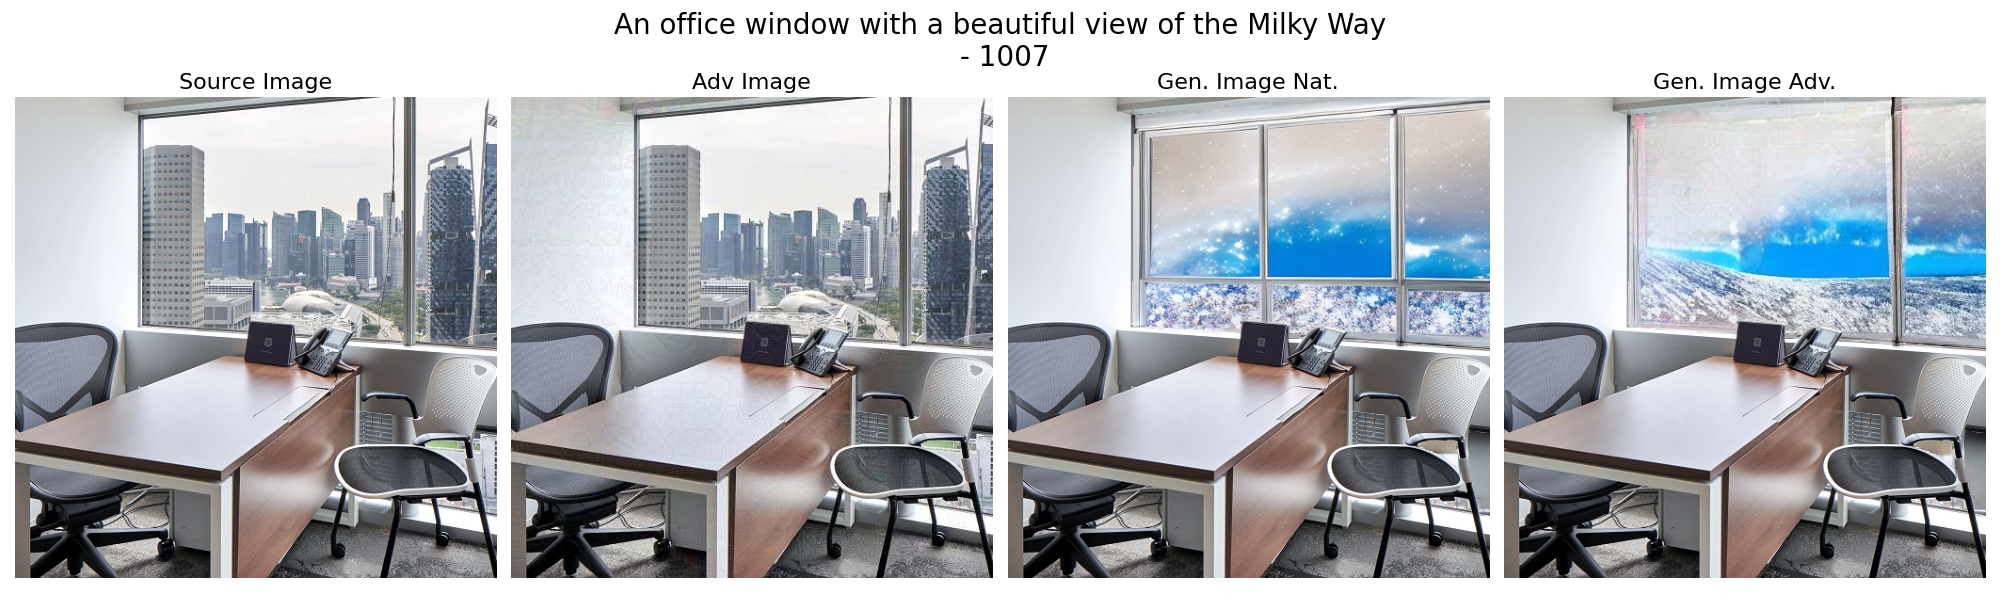 An office window with a beautiful view of the Milky Way
- 1007
Source Image
Adv Image
Gen. Image Nat.
Gen. Image Adv.